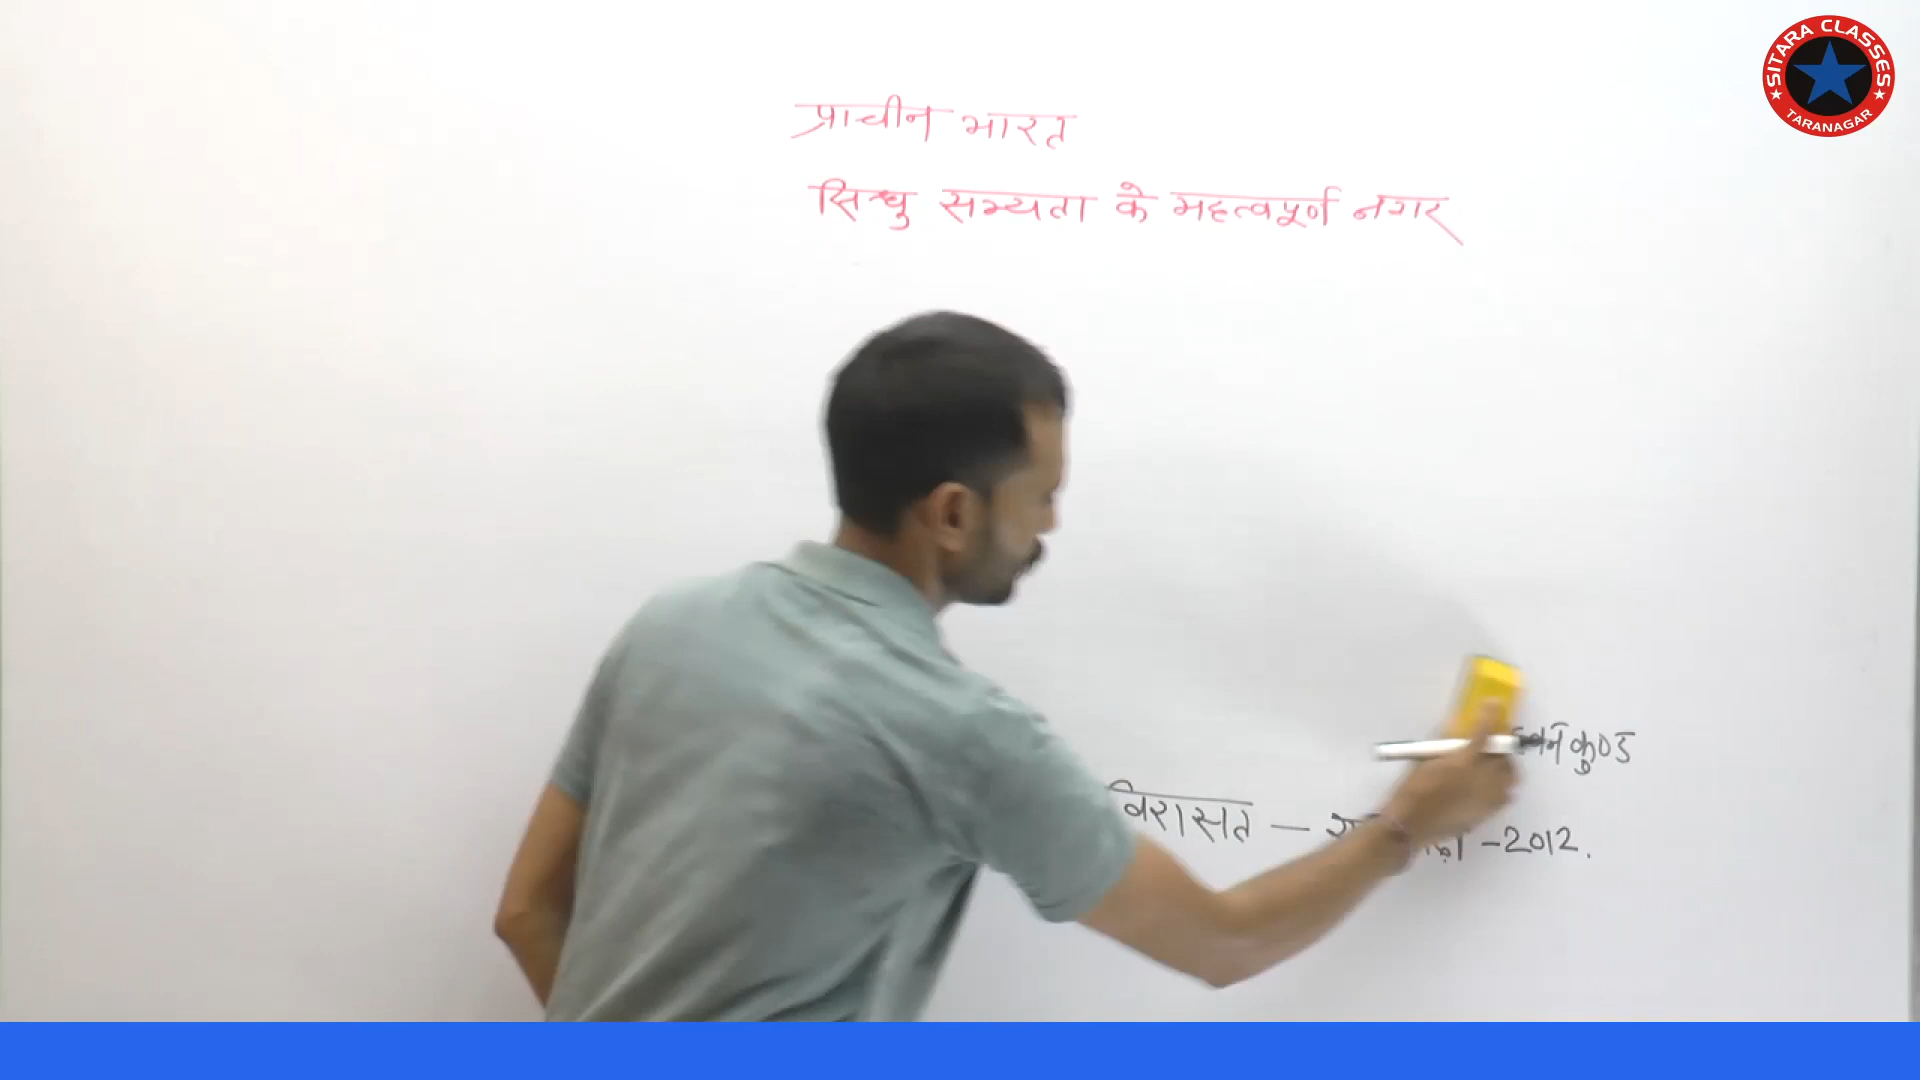 SITARA CLASSES
TARANAGAR
प्राचीन भारत
सिन्धु सभ्यता के महत्वपूर्ण नगर
विरासत — -2012.